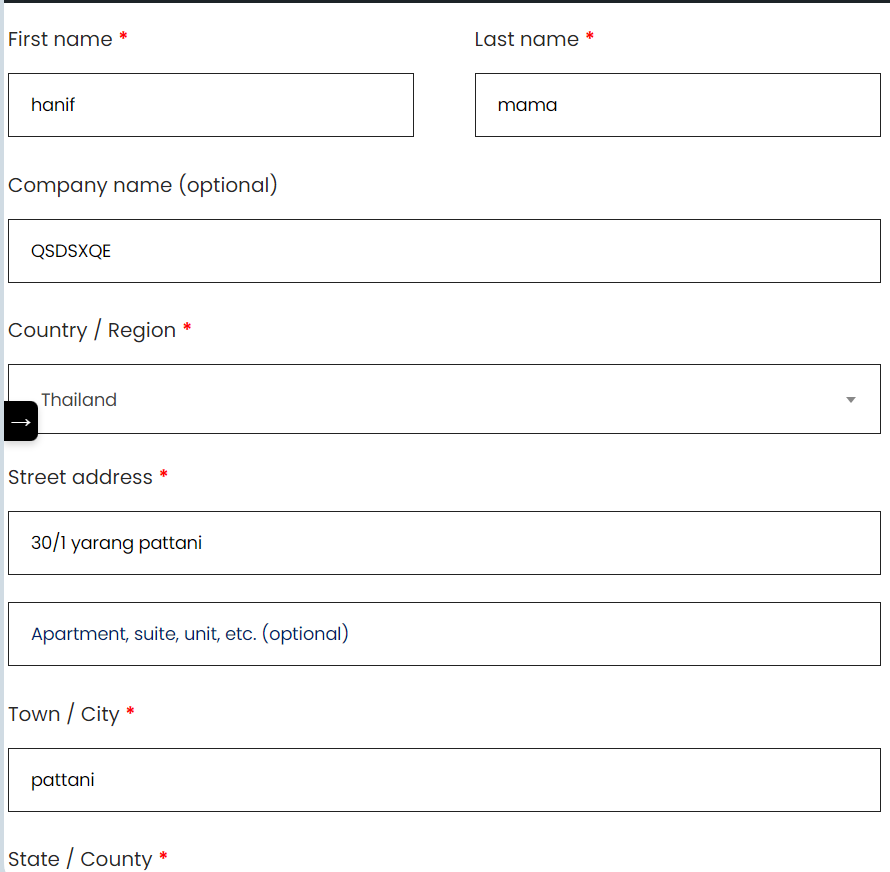 First name * Last name *
hanif mama
Company name (optional)
QSDSXQE
Country / Region *
Thailand
→
Street address *
30/1 yarang pattani
Apartment, suite, unit, etc. (optional)
Town / City *
pattani
State / County *